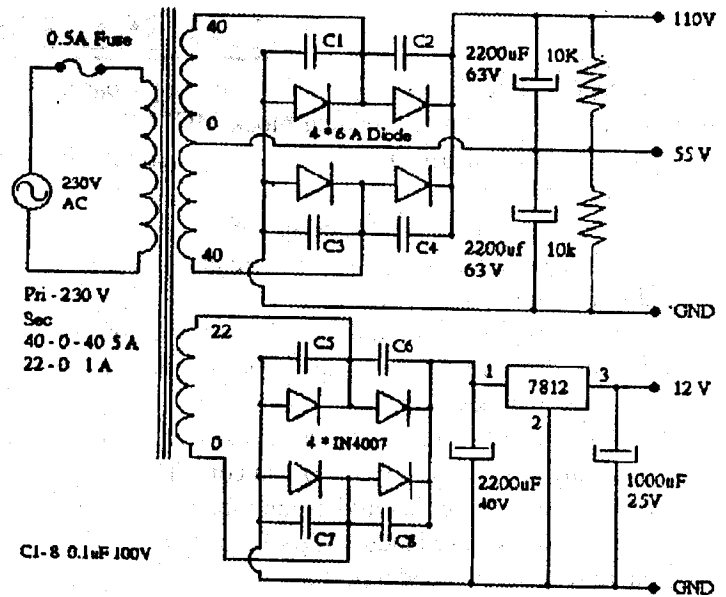 0.5A Fuse
40
C1
C2
2200uF
63V
10K
110V
0
4 * 6 A Diode
55 V
230V
AC
C3
C4
40
2200uf
63 V
10k
GND
Pri - 230 V
Sec
40 - 0 - 40 5 A
22 - 0 1 A
22
C5
C6
1
7812
3
12 V
2
0
4 * IN4007
2200uF
40V
1000uF
25V
C7
C8
C1- 8 0.1uF 100V
GND